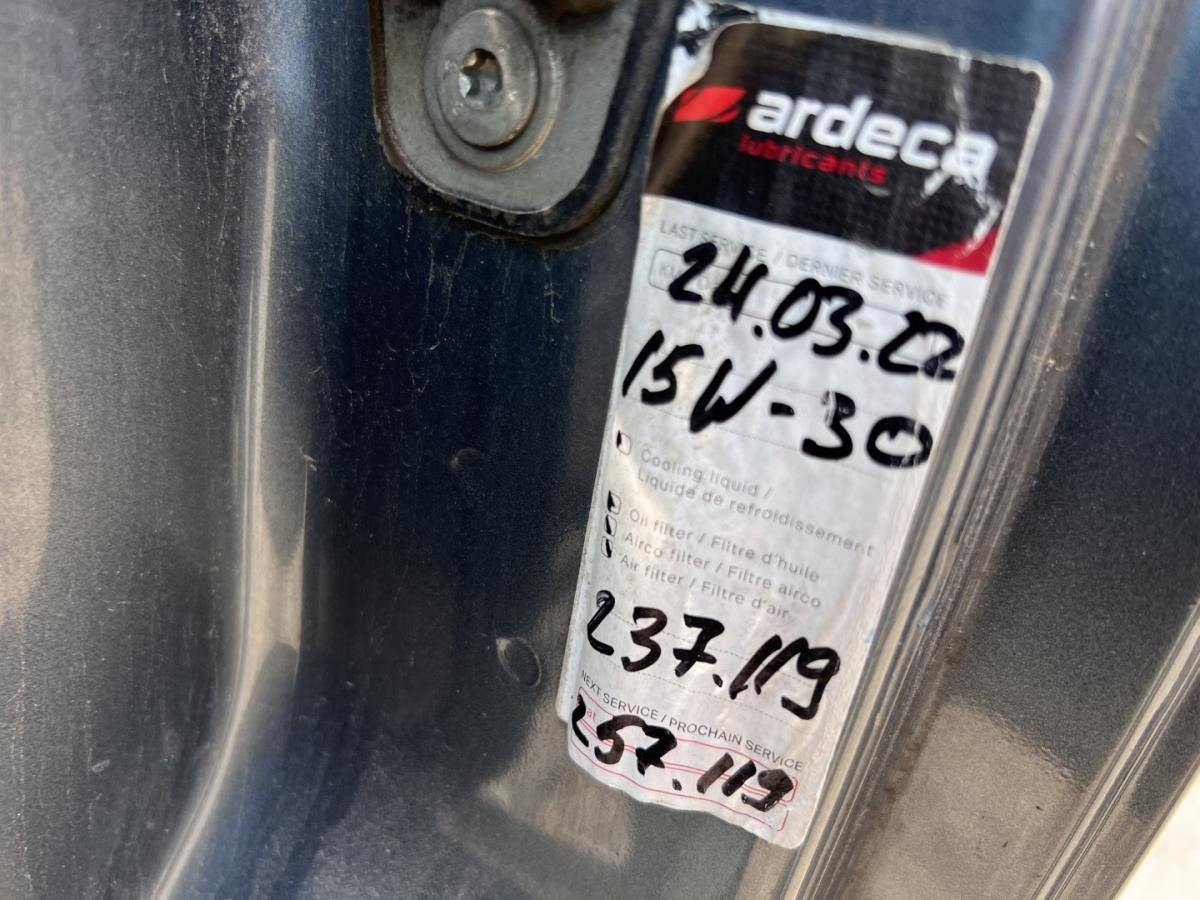 ardeca
lubricants
LAST SERVICE / DERNIER SERVICE
24.03.22
15W-30
Cooling liquid /
Liquide de refroidissement
Oil filter / Filtre d'huile
Airco filter / Filtre airco
Air filter / Filtre d'air
237.119
NEXT SERVICE / PROCHAIN SERVICE
at
257.119